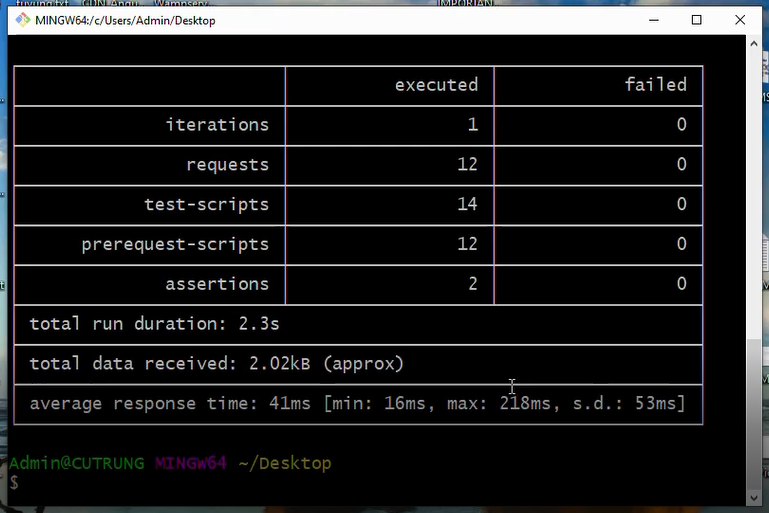 MINGW64:/c/Users/Admin/Desktop
executed failed
iterations 1 0
requests 12 0
test-scripts 14 0
prerequest-scripts 12 0
assertions 2 0
total run duration: 2.3s
total data received: 2.02kB (approx)
average response time: 41ms [min: 16ms, max: 218ms, s.d.: 53ms]
Admin@CUTRUNG MINGW64 ~/Desktop
$